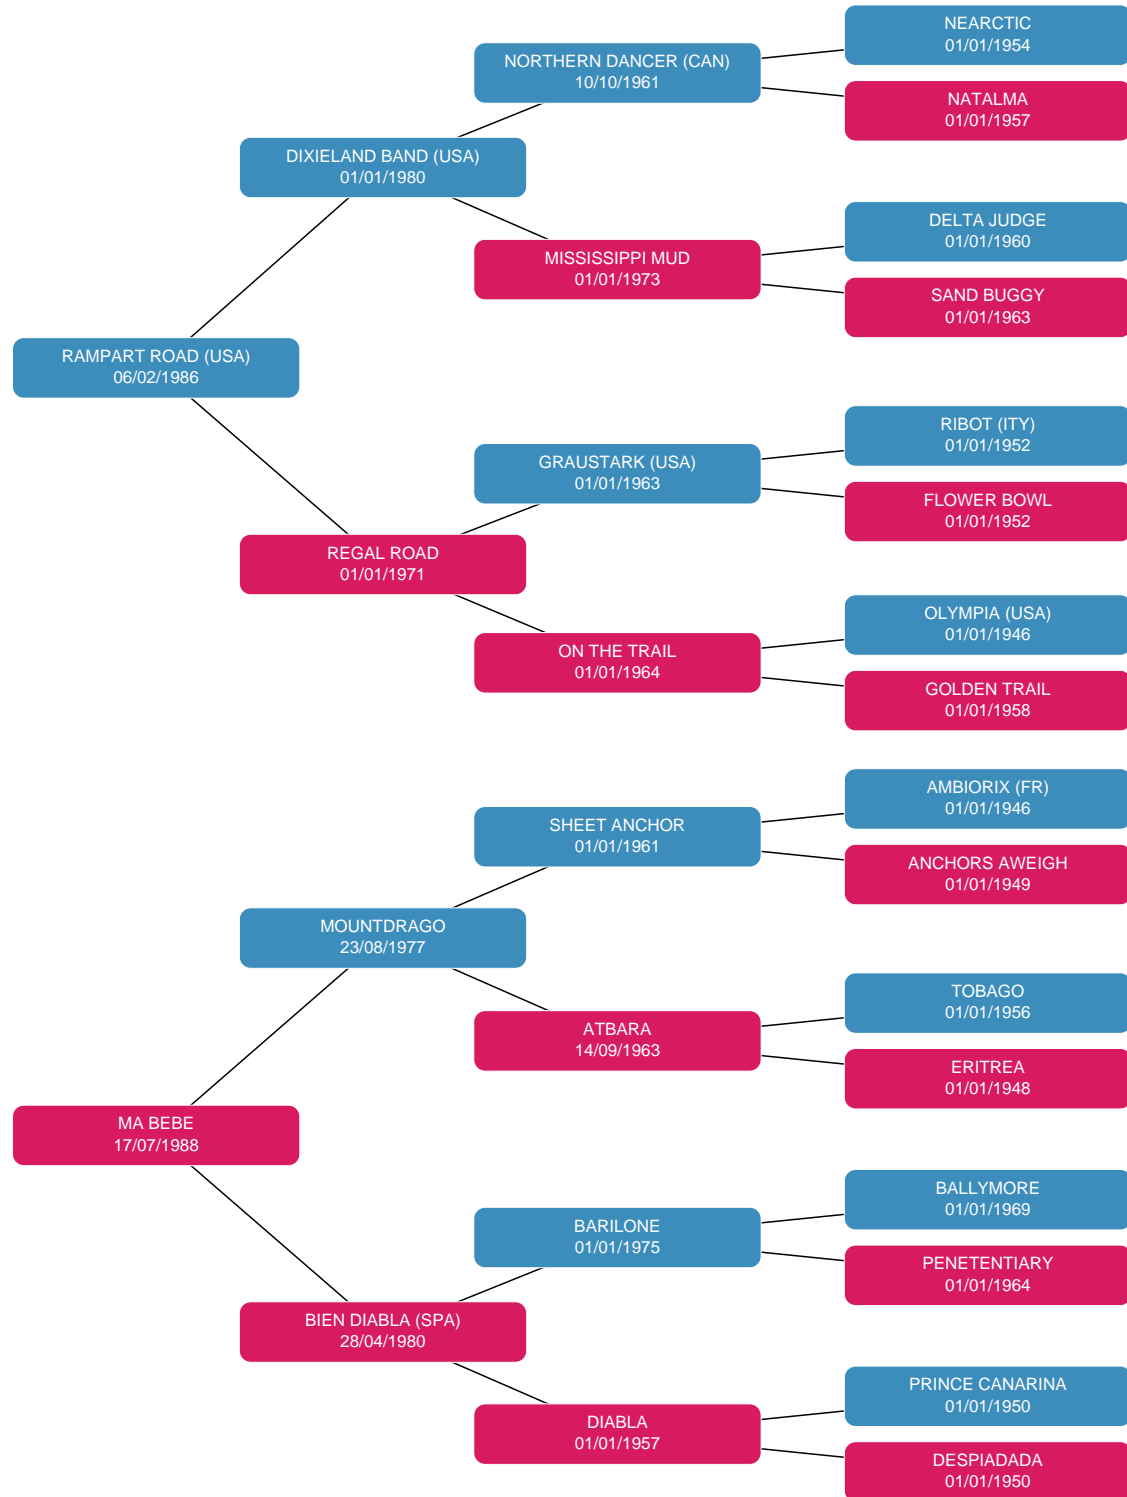 NEARCTIC
01/01/1954
NORTHERN DANCER (CAN)
10/10/1961
NATALMA
01/01/1957
DIXIELAND BAND (USA)
01/01/1980
DELTA JUDGE
01/01/1960
MISSISSIPPI MUD
01/01/1973
SAND BUGGY
01/01/1963
RAMPART ROAD (USA)
06/02/1986
RIBOT (ITY)
01/01/1952
GRAUSTARK (USA)
01/01/1963
FLOWER BOWL
01/01/1952
REGAL ROAD
01/01/1971
OLYMPIA (USA)
01/01/1946
ON THE TRAIL
01/01/1964
GOLDEN TRAIL
01/01/1958
AMBIORIX (FR)
01/01/1946
SHEET ANCHOR
01/01/1961
ANCHORS AWEIGH
01/01/1949
MOUNTDRAGO
23/08/1977
TOBAGO
01/01/1956
ATBARA
14/09/1963
ERITREA
01/01/1948
MA BEBE
17/07/1988
BALLYMORE
01/01/1969
BARILONE
01/01/1975
PENETENTIARY
01/01/1964
BIEN DIABLA (SPA)
28/04/1980
PRINCE CANARINA
01/01/1950
DIABLA
01/01/1957
DESPIADADA
01/01/1950